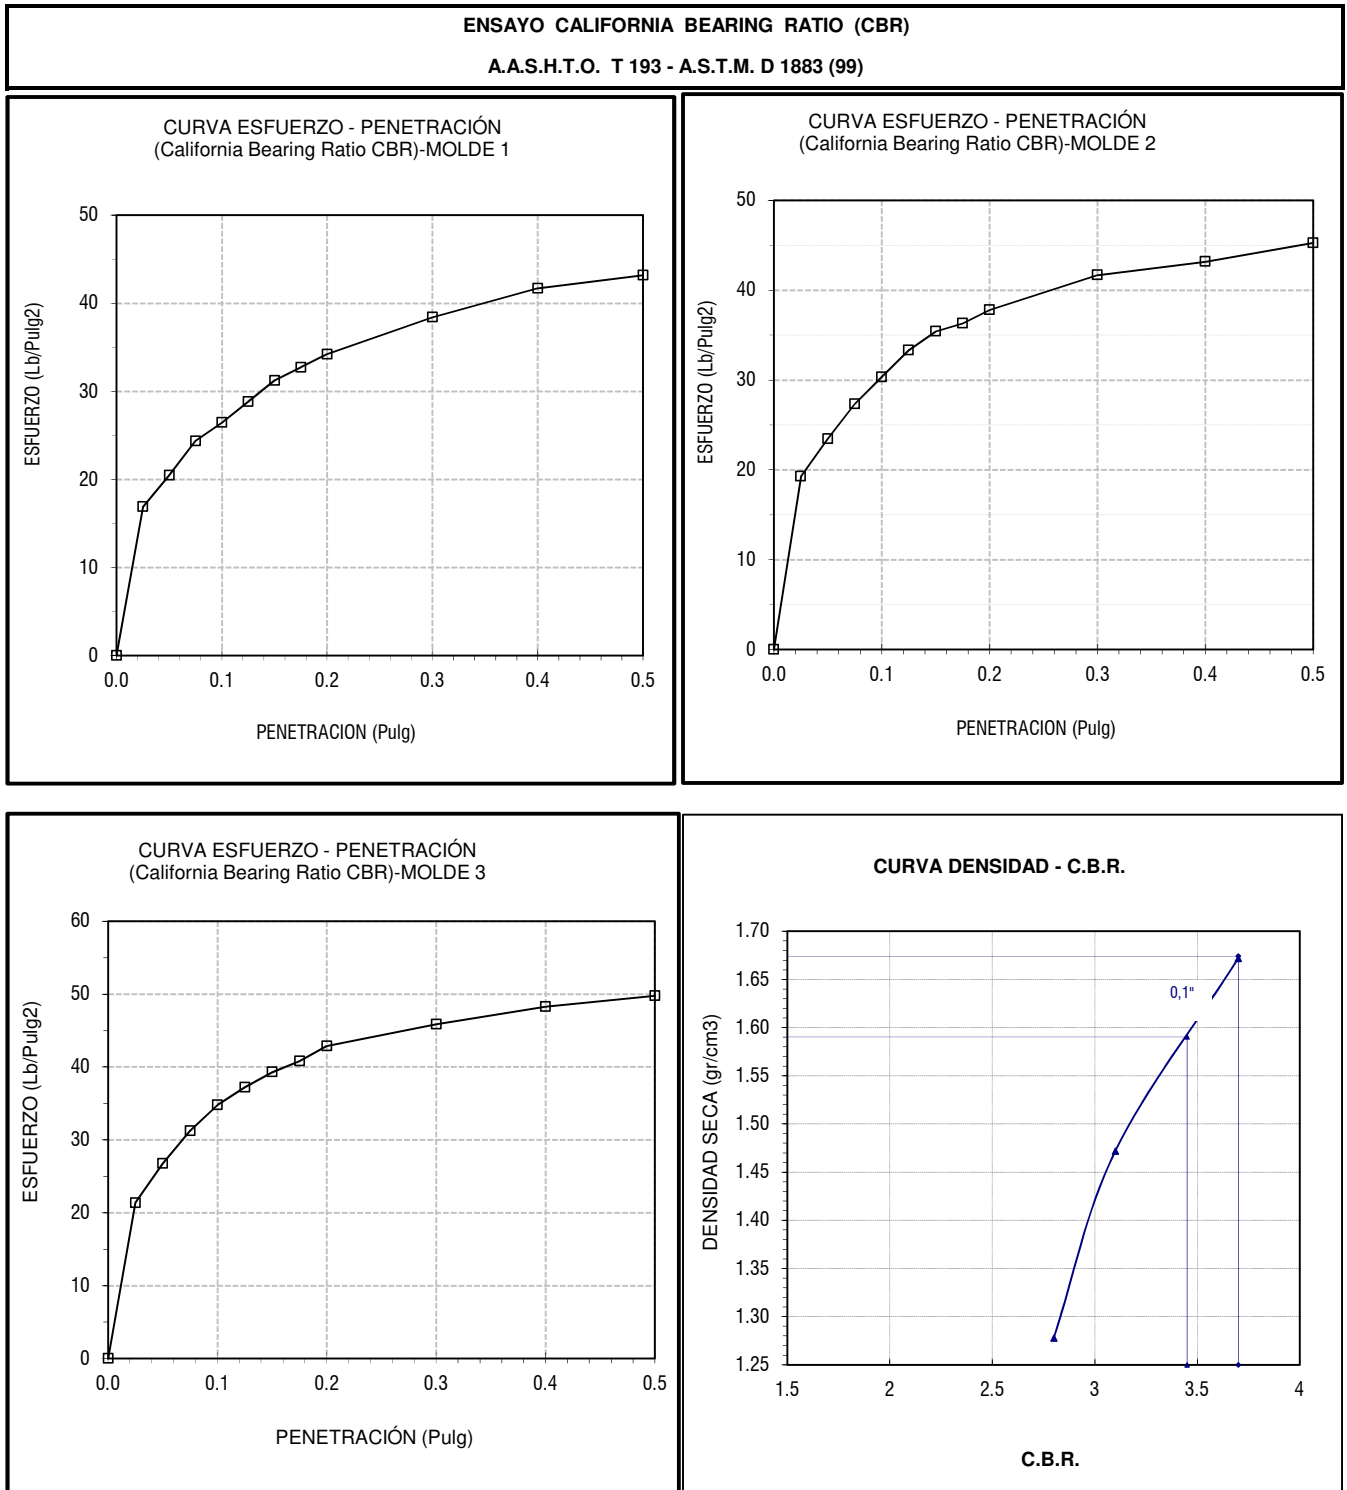 ENSAYO CALIFORNIA BEARING RATIO (CBR)
A.A.S.H.T.O. T 193 - A.S.T.M. D 1883 (99)
CURVA ESFUERZO - PENETRACIÓN
(California Bearing Ratio CBR)-MOLDE 1
50
40
30
20
10
0
ESFUERZO (Lb/Pulg2)
0.0 0.1 0.2 0.3 0.4 0.5
PENETRACION (Pulg)
CURVA ESFUERZO - PENETRACIÓN
(California Bearing Ratio CBR)-MOLDE 2
50
40
30
20
10
0
ESFUERZO (Lb/Pulg2)
0.0 0.1 0.2 0.3 0.4 0.5
PENETRACION (Pulg)
CURVA ESFUERZO - PENETRACIÓN
(California Bearing Ratio CBR)-MOLDE 3
60
50
40
30
20
10
0
ESFUERZO (Lb/Pulg2)
0.0 0.1 0.2 0.3 0.4 0.5
PENETRACIÓN (Pulg)
CURVA DENSIDAD - C.B.R.
1.70
1.65
1.60
1.55
1.50
1.45
1.40
1.35
1.30
1.25
DENSIDAD SECA (gr/cm3)
0,1"
1.5 2 2.5 3 3.5 4
C.B.R.